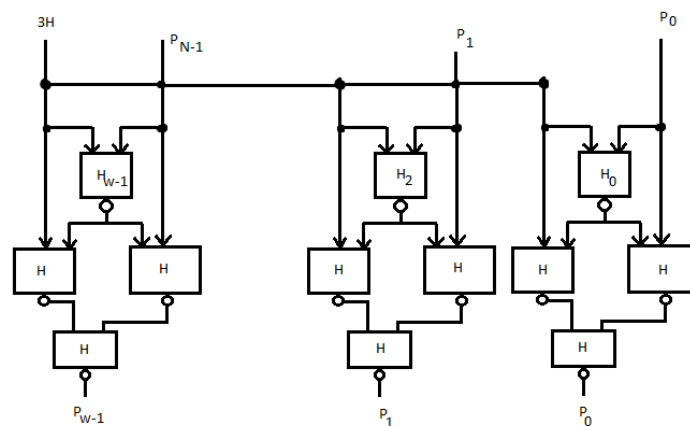 3H
P N-1
P 1
P 0
H w-1
H 2
H 0
H H H H H H
H H H
P w-1 P 1 P 0